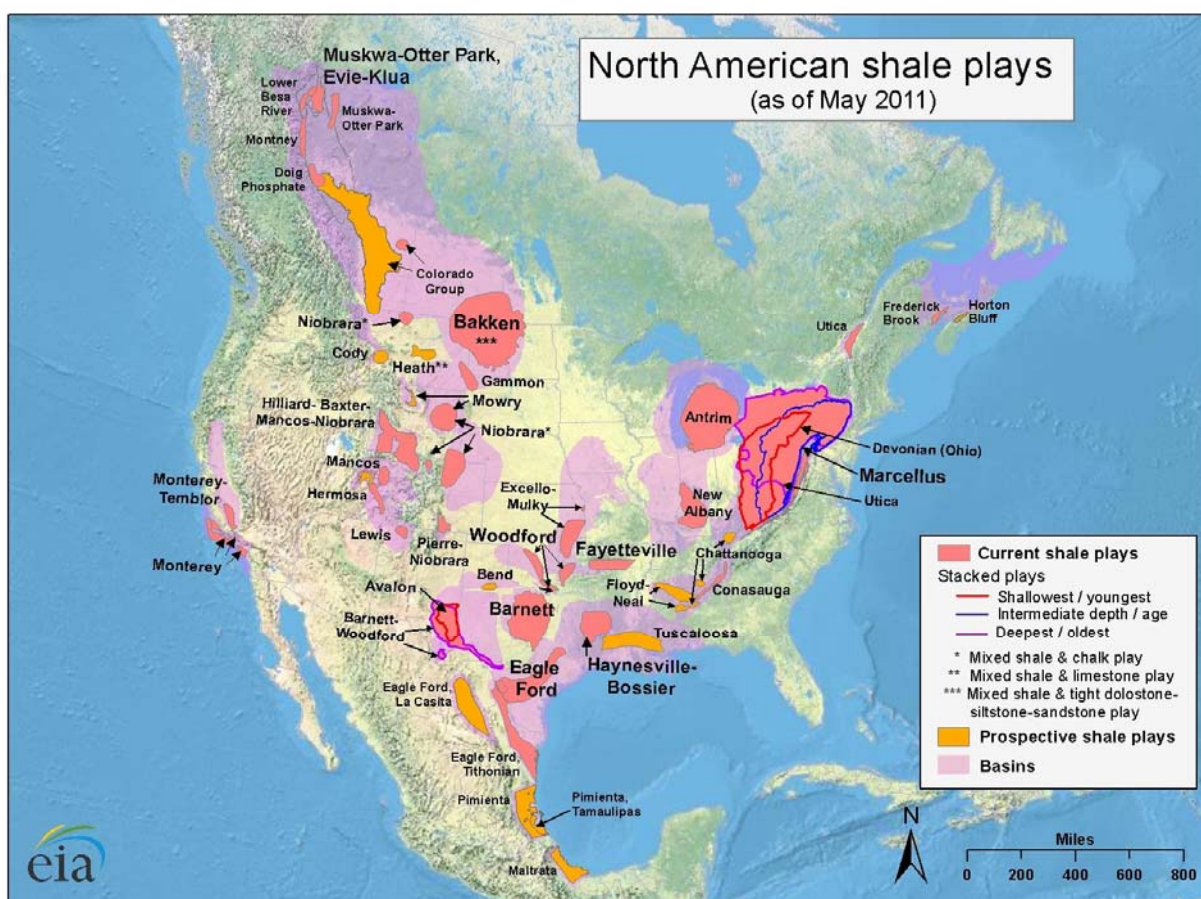 North American shale plays
(as of May 2011)
Muskwa-Otter Park,
Evie-Klua
Lower
Besa
River
Muskwa-
Otter Park
Montney
Doig
Phosphate
Colorado
Group
Niobrara*
Bakken
***
Cody
Heath**
Gammon
Mowry
Hilliard- Baxter-
Mancos-Niobrara
Niobrara*
Antrim
Utica
Frederick
Brook
Horton
Bluff
Devonian (Ohio)
Marcellus
Utica
Mancos
Hermosa
Monterey-
Temblor
Excello-
Mulky
New
Albany
Lewis
Pierre-
Niobrara
Woodford
Fayetteville
Chattanooga
Monterey
Bend
Avalon
Floyd-
Neal
Conasauga
Barnett-
Woodford
Barnett
Tuscaloosa
Eagle
Ford
Haynesville-
Bossier
Eagle Ford,
La Casita
Eagle Ford,
Tithonian
Pimienta
Pimienta,
Tamaulipas
Maltrata
Current shale plays
Stacked plays
Shallowest / youngest
Intermediate depth / age
Deepest / oldest
* Mixed shale & chalk play
** Mixed shale & limestone play
*** Mixed shale & tight dolostone-
siltstone-sandstone play
Prospective shale plays
Basins
N
Miles
0 200 400 600 800
eia